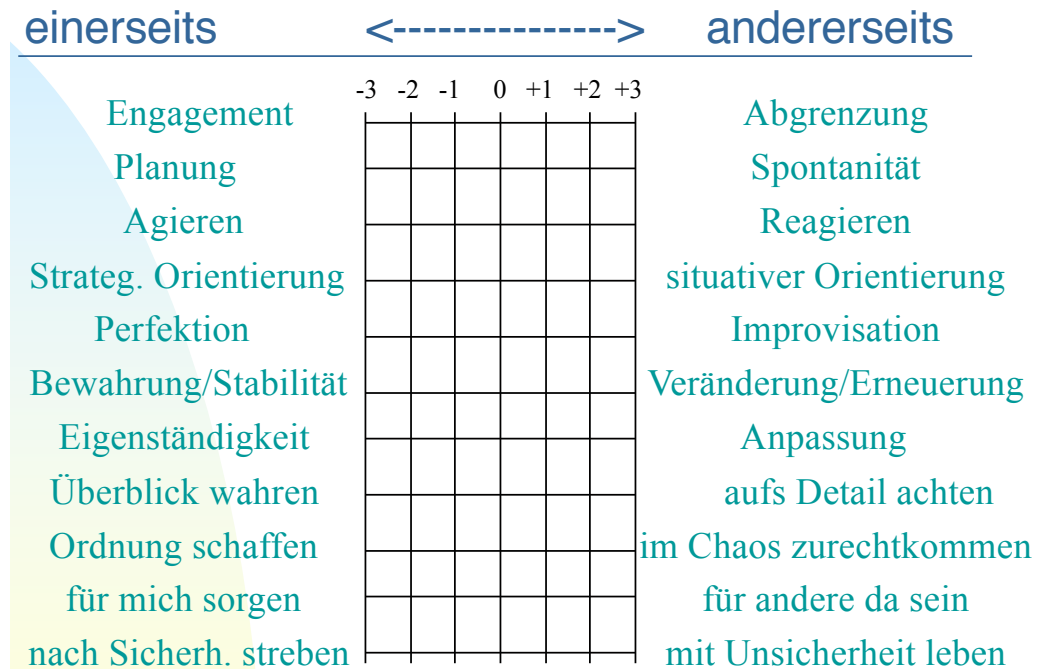 einerseits <---------------> andererseits
-3 -2 -1 0 +1 +2 +3
Engagement Abgrenzung
Planung Spontanität
Agieren Reagieren
Strateg. Orientierung situativer Orientierung
Perfektion Improvisation
Bewahrung/Stabilität Veränderung/Erneuerung
Eigenständigkeit Anpassung
Überblick wahren aufs Detail achten
Ordnung schaffen im Chaos zurechtkommen
für mich sorgen für andere da sein
nach Sicherh. streben mit Unsicherheit leben